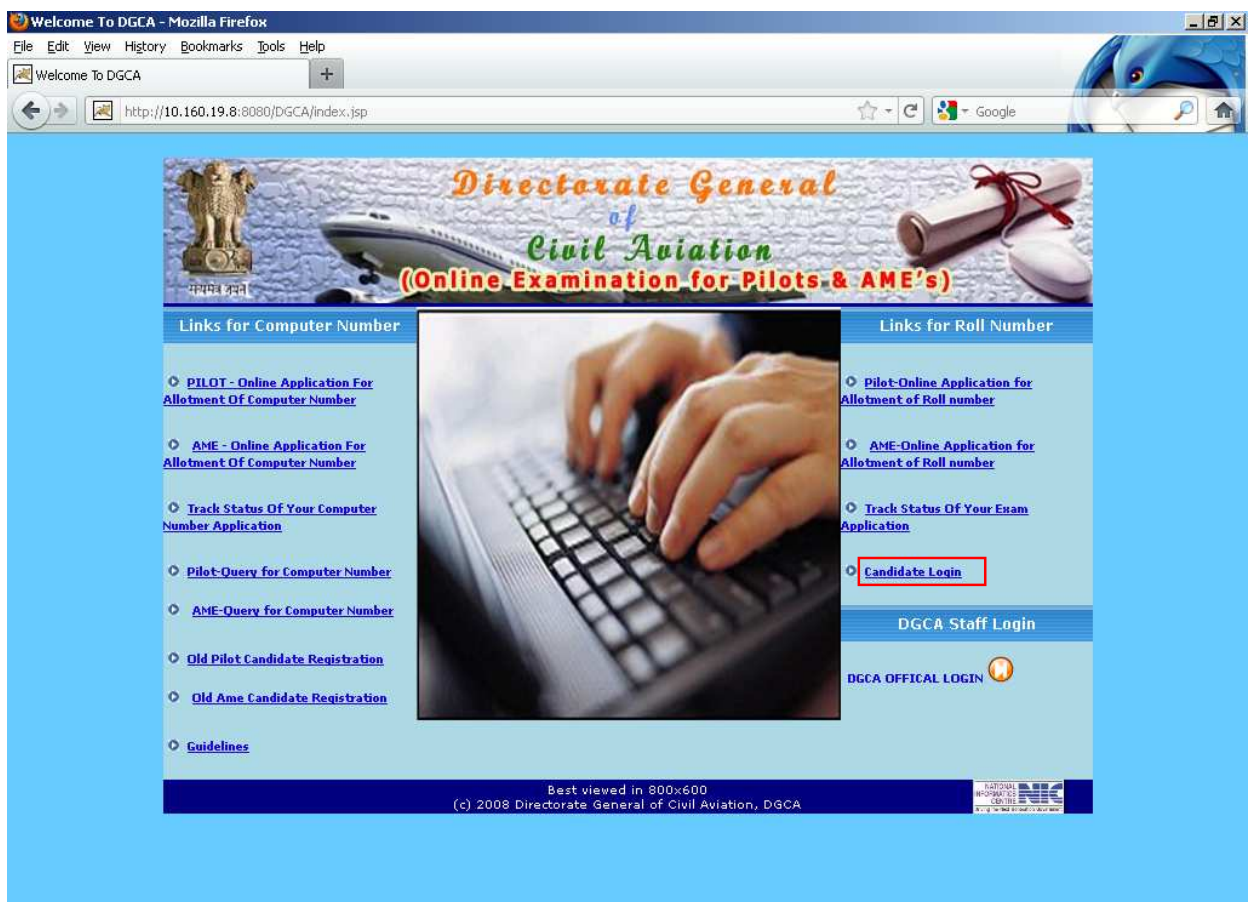 Welcome To DGCA - Mozilla Firefox
File Edit View History Bookmarks Tools Help
Welcome To DGCA
http://10.160.19.8:8080/DGCA/index.jsp
Google
Directorate General
of
Civil Aviation
(Online Examination for Pilots & AME's)
Links for Computer Number
PILOT - Online Application For
Allotment Of Computer Number
AME - Online Application For
Allotment Of Computer Number
Track Status Of Your Computer
Number Application
Pilot-Query for Computer Number
AME-Query for Computer Number
Old Pilot Candidate Registration
Old Ame Candidate Registration
Guidelines
Links for Roll Number
Pilot-Online Application for
Allotment of Roll number
AME-Online Application for
Allotment of Roll number
Track Status Of Your Exam
Application
Candidate Login
DGCA Staff Login
DGCA OFFICAL LOGIN
Best viewed in 800x600
(c) 2008 Directorate General of Civil Aviation, DGCA
NATIONAL
INFORMATICS
CENTRE
NIC